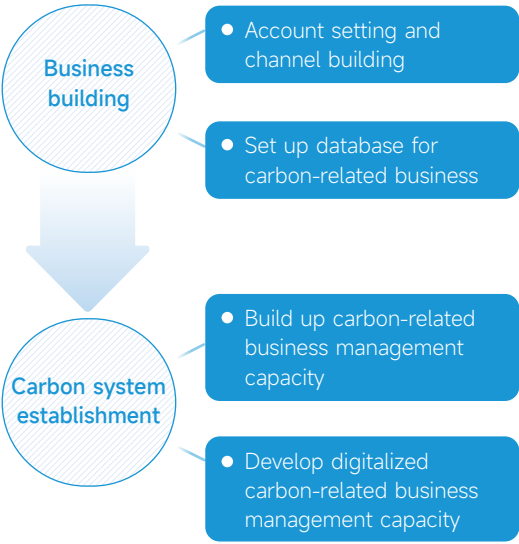 Business
building
● Account setting and
channel building
● Set up database for
carbon-related business
Carbon system
establishment
● Build up carbon-related
business management
capacity
● Develop digitalized
carbon-related business
management capacity